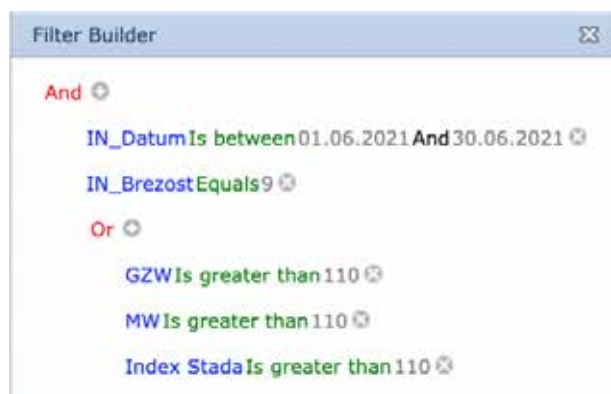 Filter Builder
And
IN_Datum Is between 01.06.2021 And 30.06.2021
IN_Brezost Equals 9
Or
GZW Is greater than 110
MW Is greater than 110
Index Stada Is greater than 110